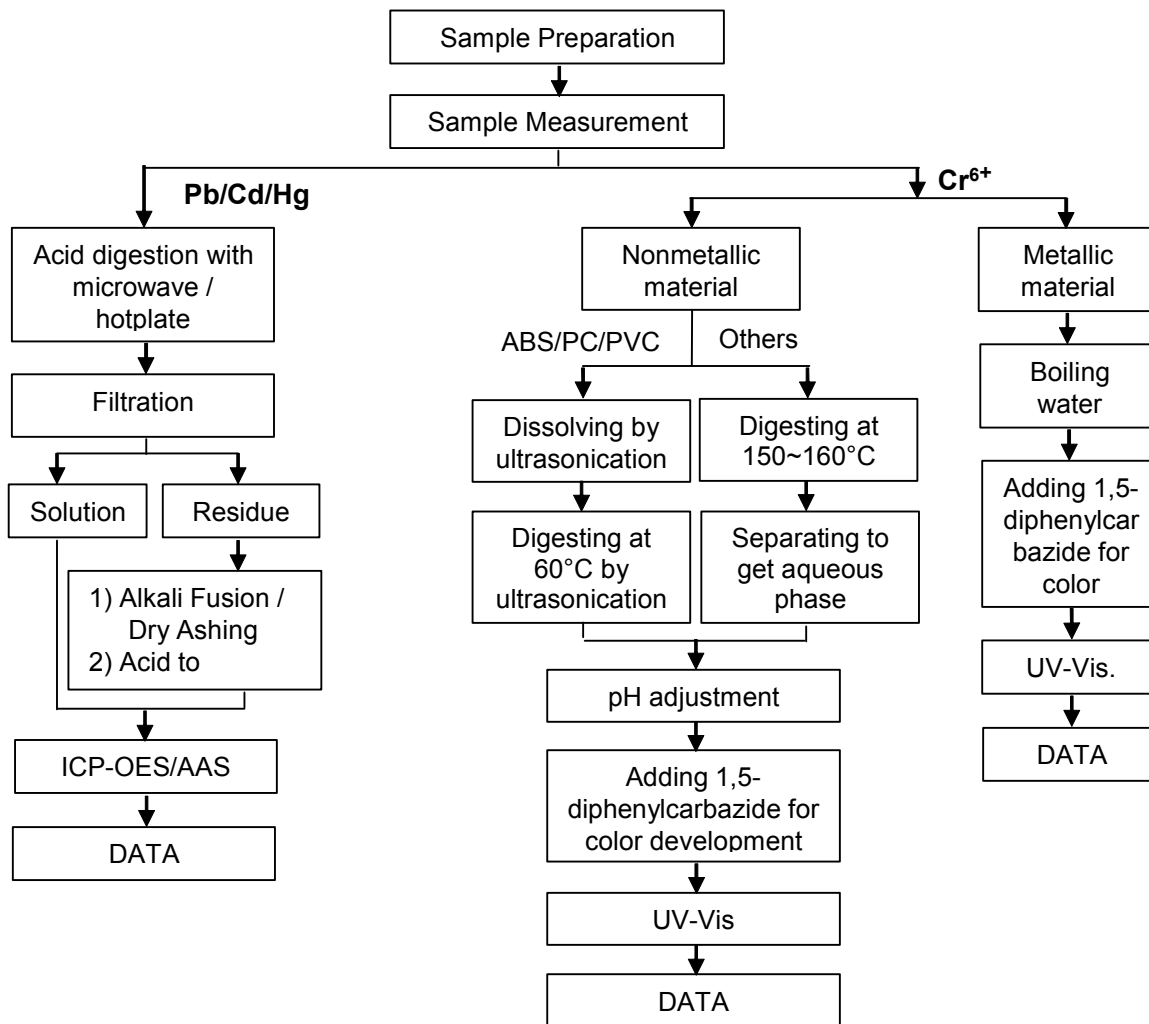 Sample Preparation
Sample Measurement
Pb/Cd/Hg
Cr⁶⁺
Acid digestion with
microwave /
hotplate
Nonmetallic
material
Metallic
material
ABS/PC/PVC
Others
Filtration
Boiling
water
Dissolving by
ultrasonication
Digesting at
150~160°C
Solution
Residue
Adding 1,5-
diphenylcar
bazide for
color
Digesting at
60°C by
ultrasonication
Separating to
get aqueous
phase
1) Alkali Fusion /
Dry Ashing
2) Acid to
UV-Vis.
pH adjustment
DATA
ICP-OES/AAS
Adding 1,5-
diphenylcarbazide for
color development
DATA
UV-Vis
DATA